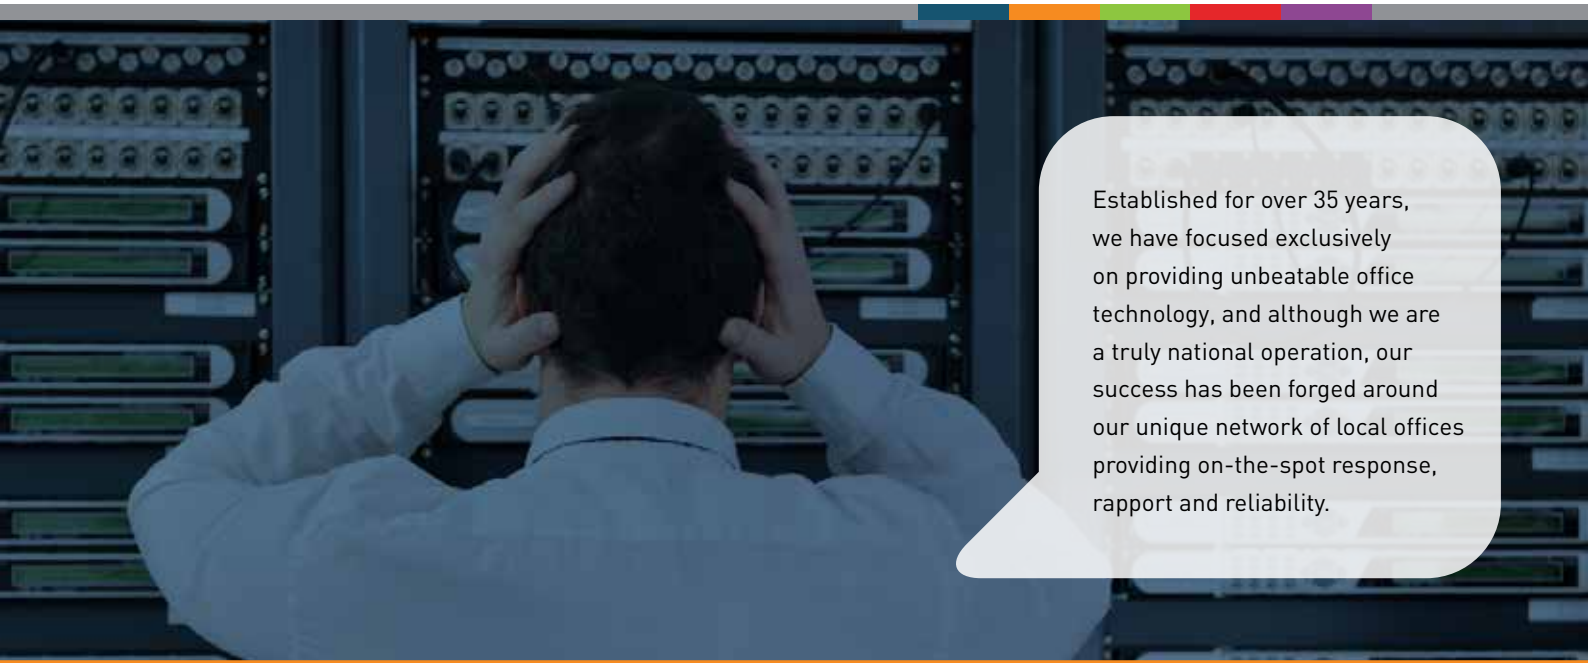 Established for over 35 years,
we have focused exclusively
on providing unbeatable office
technology, and although we are
a truly national operation, our
success has been forged around
our unique network of local offices
providing on-the-spot response,
rapport and reliability.